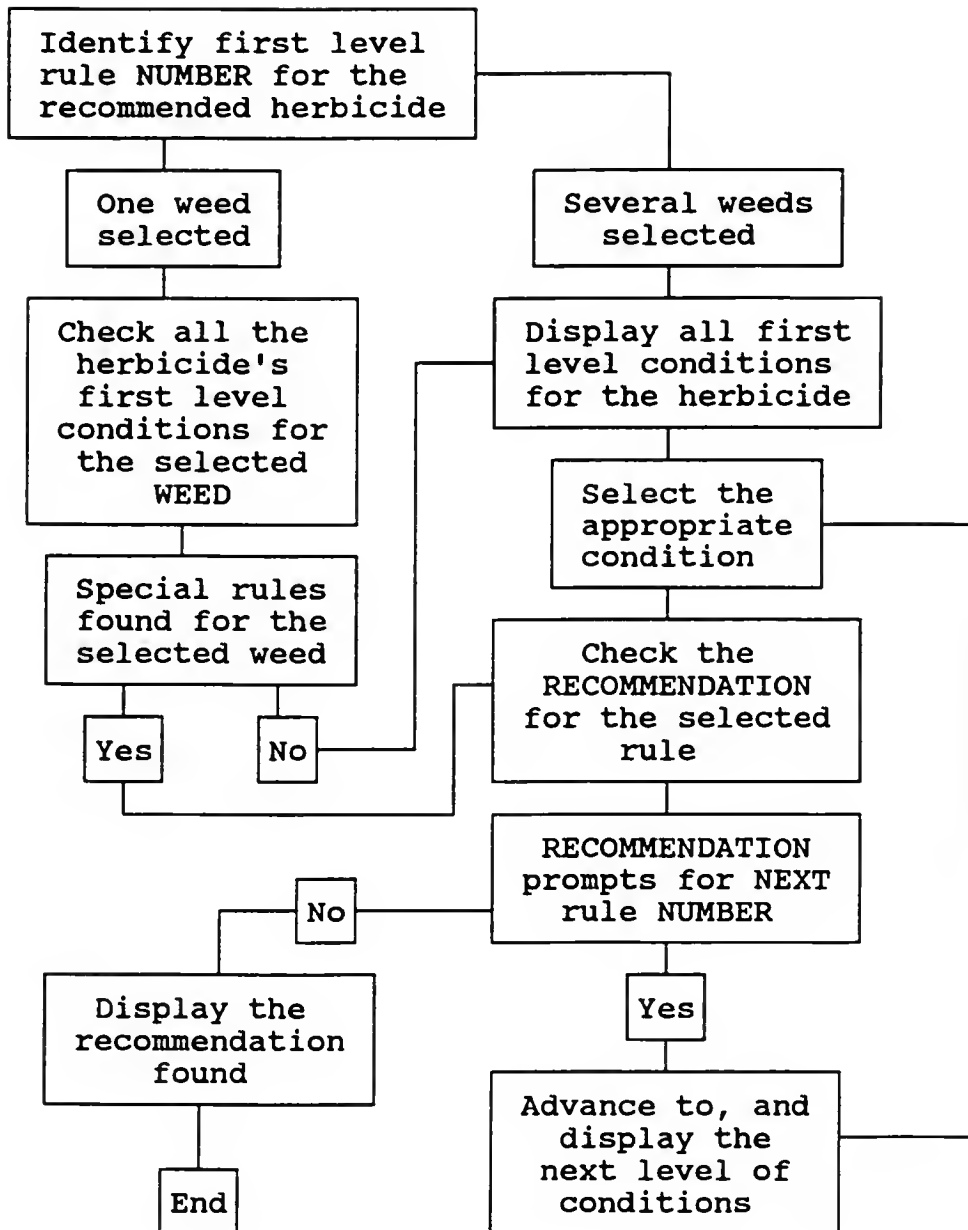 Identify first level
rule NUMBER for the
recommended herbicide
One weed
selected
Several weeds
selected
Check all the
herbicide's
first level
conditions for
the selected
WEED
Display all first
level conditions
for the herbicide
Select the
appropriate
condition
Special rules
found for the
selected weed
Yes
No
Check the
RECOMMENDATION
for the selected
rule
RECOMMENDATION
prompts for NEXT
rule NUMBER
No
Yes
Display the
recommendation
found
End
Advance to, and
display the
next level of
conditions